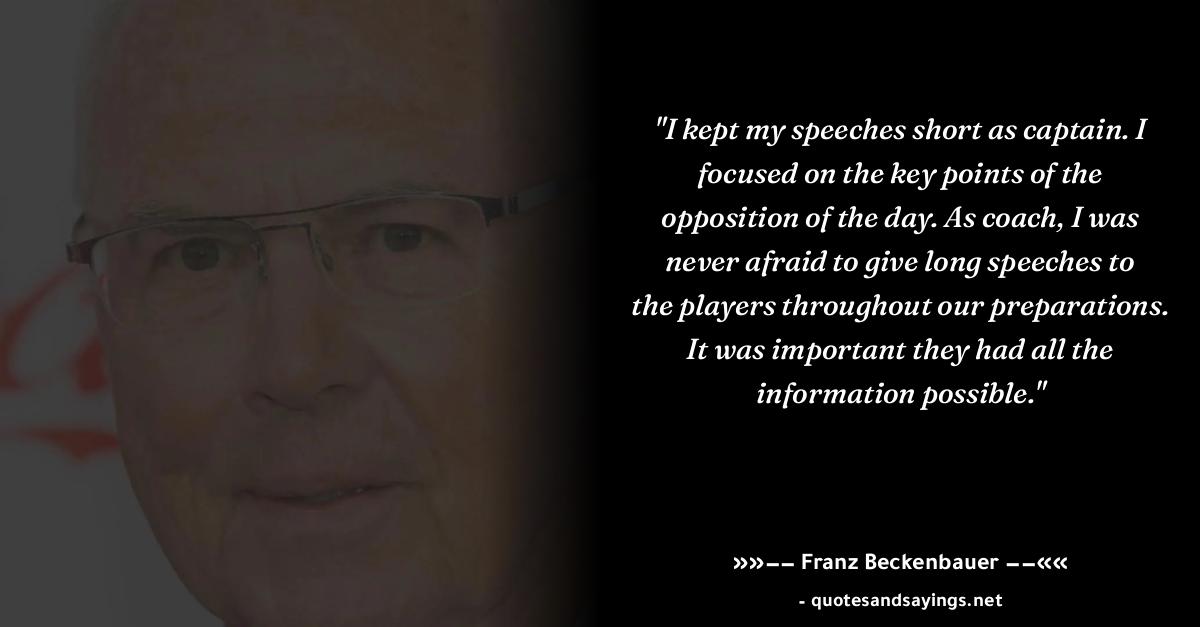 "I kept my speeches short as captain. I
focused on the key points of the
opposition of the day. As coach, I was
never afraid to give long speeches to
the players throughout our preparations.
It was important they had all the
information possible."
»»−− Franz Beckenbauer −−««
- quotesandsayings.net